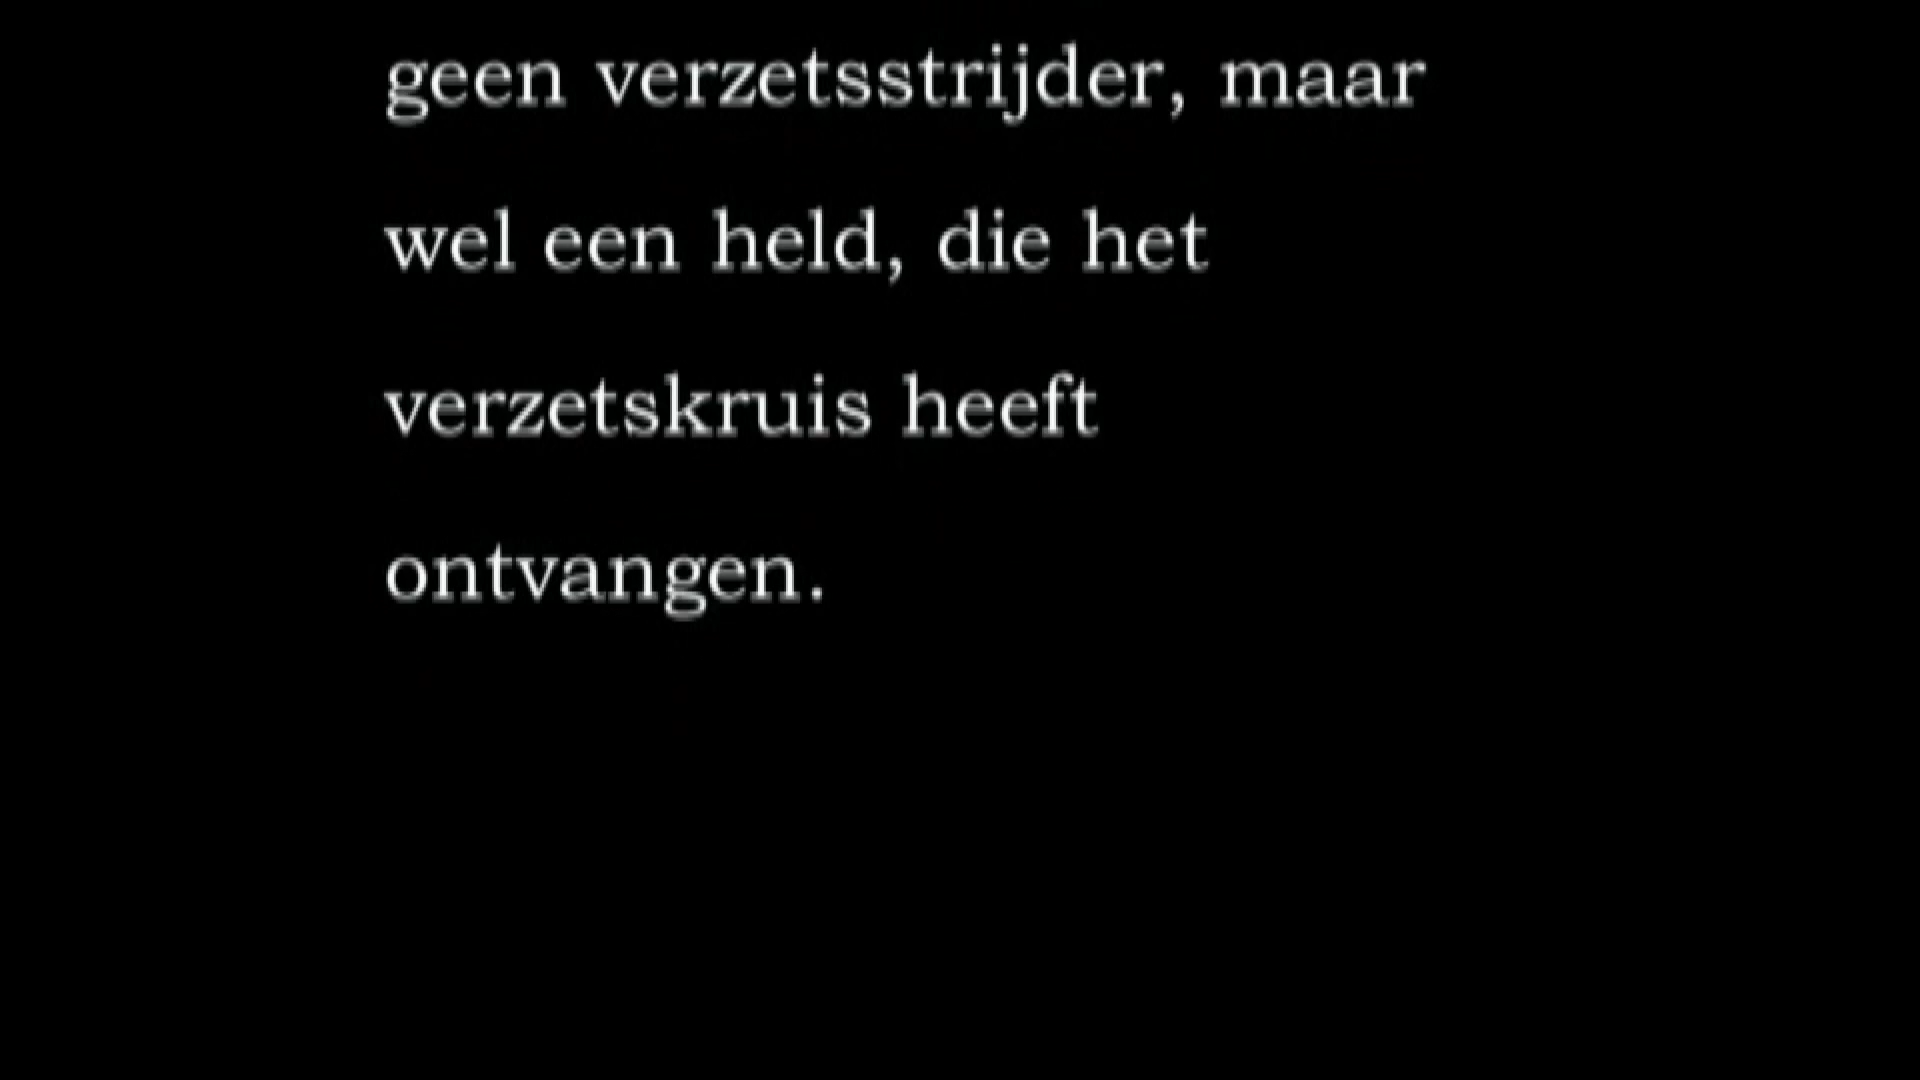 geen verzetsstrijder, maar
wel een held, die het
verzetskruis heeft
ontvangen.